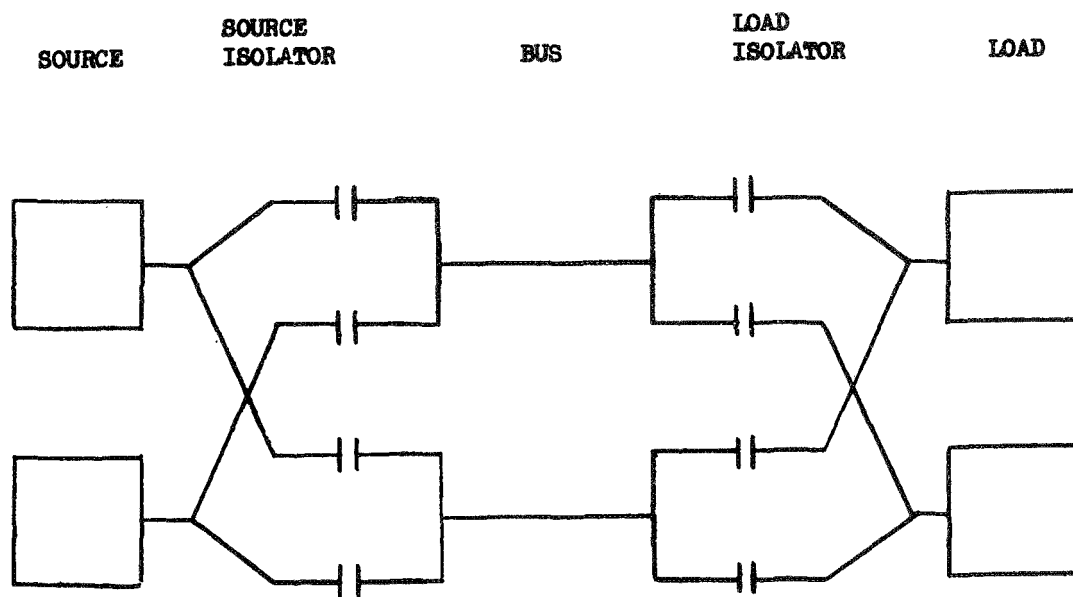 SOURCE
SOURCE
ISOLATOR
BUS
LOAD
ISOLATOR
LOAD